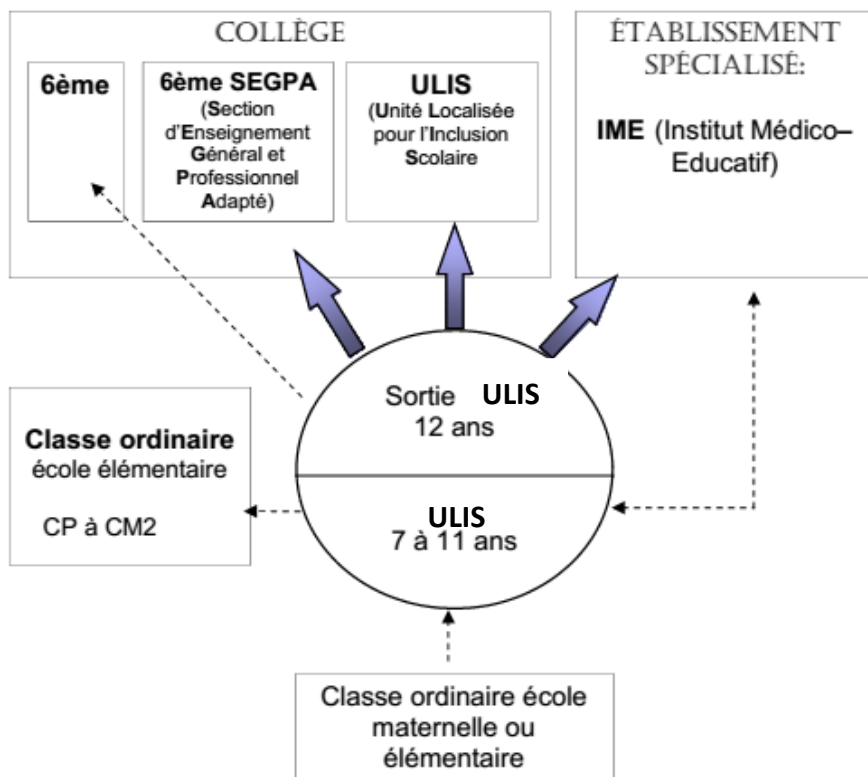 COLLÈGE
6ème
6ème SEGPA
(Section
d'Enseignement
Général et
Professionnel
Adapté)
ULIS
(Unité Localisée
pour l'Inclusion
Scolaire
ÉTABLISSEMENT
SPÉCIALISÉ:
IME (Institut Médico–
Educatif)
Sortie ULIS
12 ans
Classe ordinaire
école élémentaire
CP à CM2
ULIS
7 à 11 ans
Classe ordinaire école
maternelle ou
élémentaire